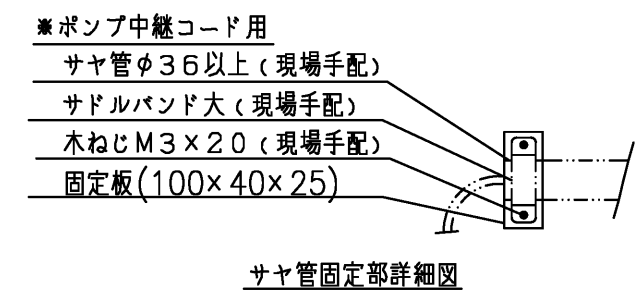 ※ポンプ中継コード用
サヤ管φ36以上(現場手配)
サドルバンド大(現場手配)
木ねじM3×20(現場手配)
固定板(100×40×25)
サヤ管固定部詳細図